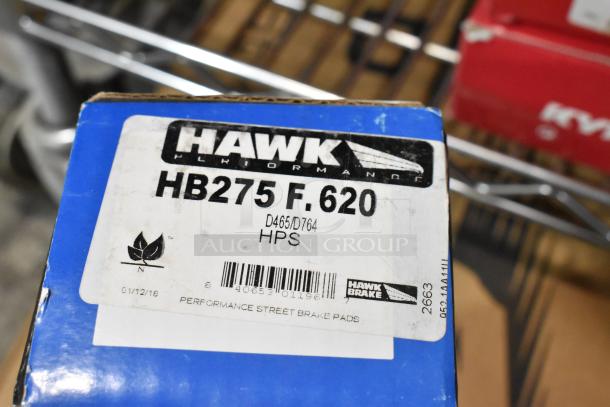 HAWK
PERFORMANCE
HB275 F. 620
D465/D764
HPS
AUCTION GROUP
N
01/12/16
HAWK
BRAKE
PERFORMANCE STREET BRAKE PADS
2663
KY